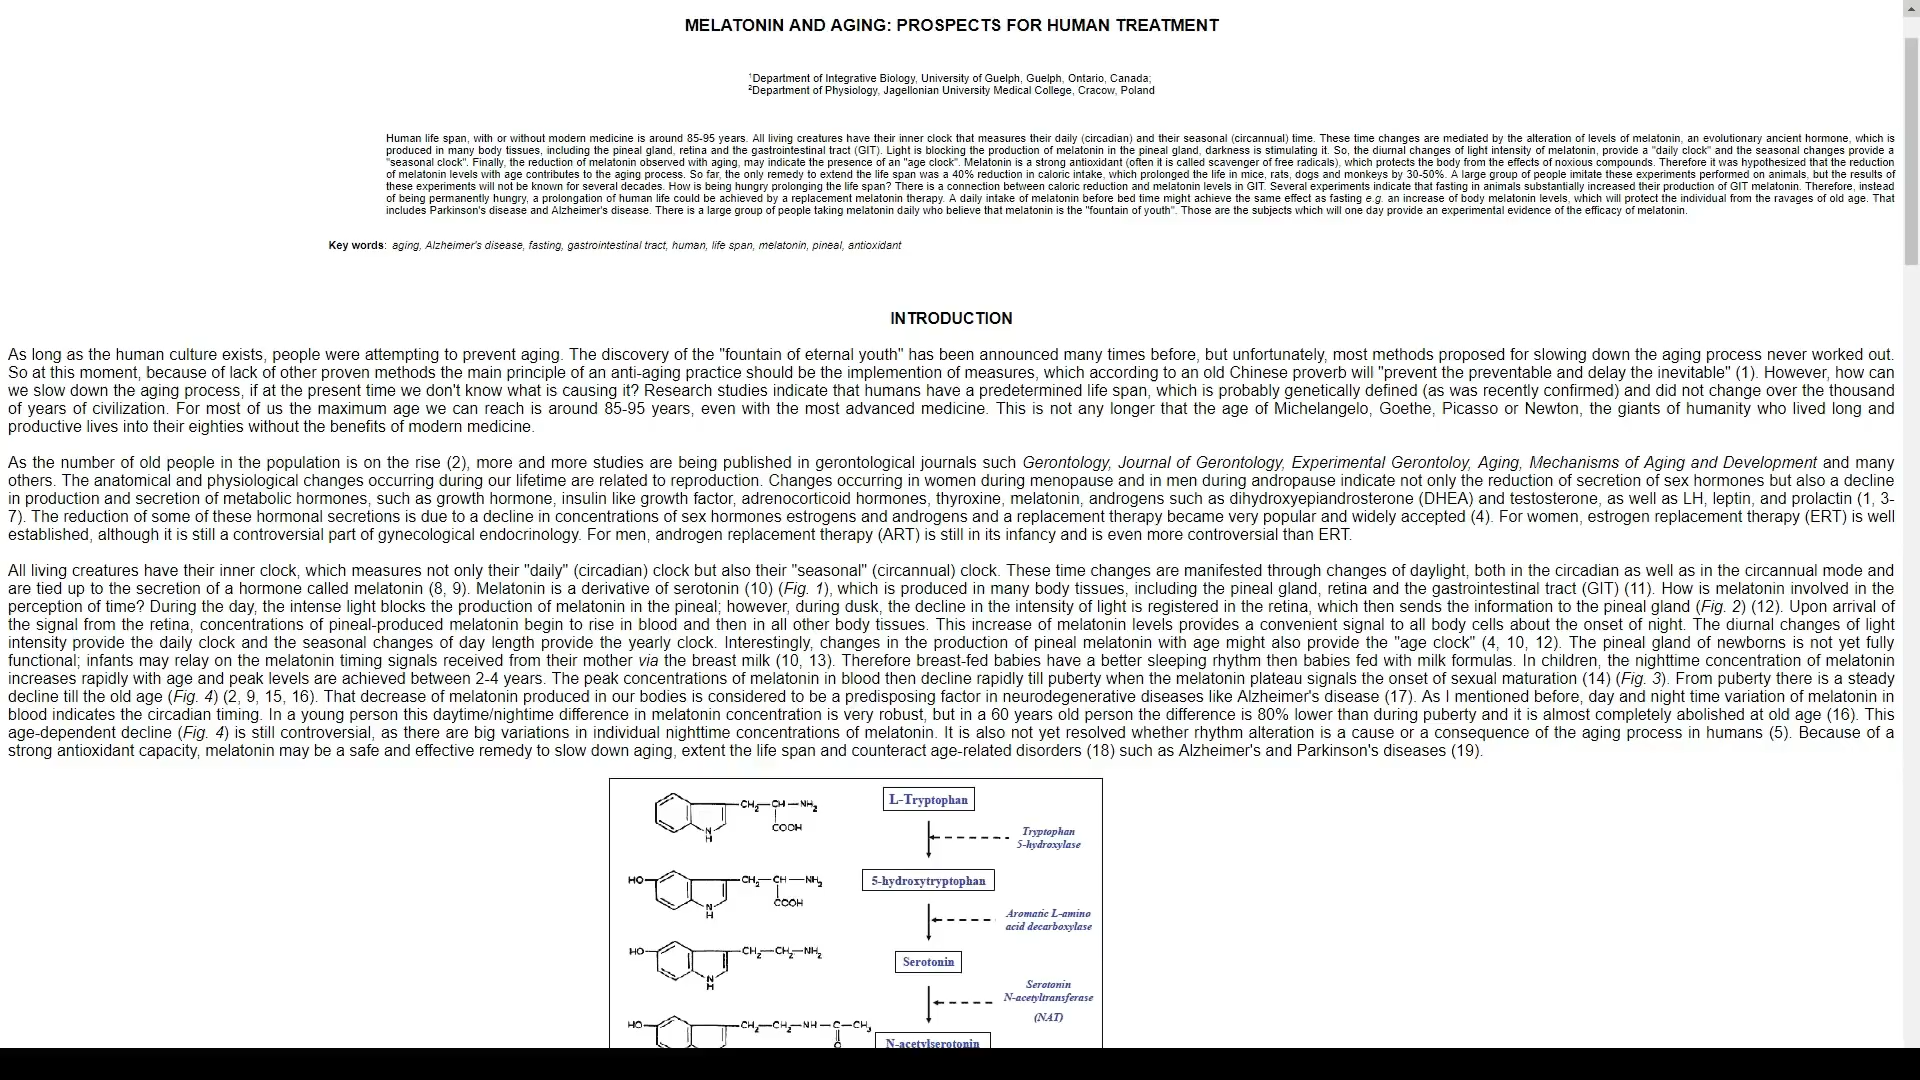 MELATONIN AND AGING: PROSPECTS FOR HUMAN TREATMENT
1Department of Integrative Biology, University of Guelph, Guelph, Ontario, Canada;
2Department of Physiology, Jagellonian University Medical College, Cracow, Poland
Human life span, with or without modern medicine is around 85-95 years. All living creatures have their inner clock that measures their daily (circadian) and their seasonal (circannual) time. These time changes are mediated by the alteration of levels of melatonin, an evolutionary ancient hormone, which is
produced in many body tissues, including the pineal gland, retina and the gastrointestinal tract (GIT). Light is blocking the production of melatonin in the pineal gland, darkness is stimulating it. So, the diurnal changes of light intensity of melatonin, provide a "daily clock" and the seasonal changes provide a
"seasonal clock". Finally, the reduction of melatonin observed with aging, may indicate the presence of an "age clock". Melatonin is a strong antioxidant (often it is called scavenger of free radicals), which protects the body from the effects of noxious compounds. Therefore it was hypothesized that the reduction
of melatonin levels with age contributes to the aging process. So far, the only remedy to extend the life span was a 40% reduction in caloric intake, which prolonged the life in mice, rats, dogs and monkeys by 30-50%. A large group of people imitate these experiments performed on animals, but the results of
these experiments will not be known for several decades. How is being hungry prolonging the life span? There is a connection between caloric reduction and melatonin levels in GIT. Several experiments indicate that fasting in animals substantially increased their production of GIT melatonin. Therefore, instead
of being permanently hungry, a prolongation of human life could be achieved by a replacement melatonin therapy. A daily intake of melatonin before bed time might achieve the same effect as fasting e.g. an increase of body melatonin levels, which will protect the individual from the ravages of old age. That
includes Parkinson's disease and Alzheimer's disease. There is a large group of people taking melatonin daily who believe that melatonin is the "fountain of youth". Those are the subjects which will one day provide an experimental evidence of the efficacy of melatonin.
Key words: aging, Alzheimer's disease, fasting, gastrointestinal tract, human, life span, melatonin, pineal, antioxidant
INTRODUCTION
As long as the human culture exists, people were attempting to prevent aging. The discovery of the "fountain of eternal youth" has been announced many times before, but unfortunately, most methods proposed for slowing down the aging process never worked out.
So at this moment, because of lack of other proven methods the main principle of an anti-aging practice should be the implemention of measures, which according to an old Chinese proverb will "prevent the preventable and delay the inevitable" (1). However, how can
we slow down the aging process, if at the present time we don't know what is causing it? Research studies indicate that humans have a predetermined life span, which is probably genetically defined (as was recently confirmed) and did not change over the thousand
of years of civilization. For most of us the maximum age we can reach is around 85-95 years, even with the most advanced medicine. This is not any longer that the age of Michelangelo, Goethe, Picasso or Newton, the giants of humanity who lived long and
productive lives into their eighties without the benefits of modern medicine.
As the number of old people in the population is on the rise (2), more and more studies are being published in gerontological journals such Gerontology, Journal of Gerontology, Experimental Gerontoloy, Aging, Mechanisms of Aging and Development and many
others. The anatomical and physiological changes occurring during our lifetime are related to reproduction. Changes occurring in women during menopause and in men during andropause indicate not only the reduction of secretion of sex hormones but also a decline
in production and secretion of metabolic hormones, such as growth hormone, insulin like growth factor, adrenocorticoid hormones, thyroxine, melatonin, androgens such as dihydroxyepiandrosterone (DHEA) and testosterone, as well as LH, leptin, and prolactin (1, 3-
7). The reduction of some of these hormonal secretions is due to a decline in concentrations of sex hormones estrogens and androgens and a replacement therapy became very popular and widely accepted (4). For women, estrogen replacement therapy (ERT) is well
established, although it is still a controversial part of gynecological endocrinology. For men, androgen replacement therapy (ART) is still in its infancy and is even more controversial than ERT.
All living creatures have their inner clock, which measures not only their "daily" (circadian) clock but also their "seasonal" (circannual) clock. These time changes are manifested through changes of daylight, both in the circadian as well as in the circannual mode and
are tied up to the secretion of a hormone called melatonin (8, 9). Melatonin is a derivative of serotonin (10) (Fig. 1), which is produced in many body tissues, including the pineal gland, retina and the gastrointestinal tract (GIT) (11). How is melatonin involved in the
perception of time? During the day, the intense light blocks the production of melatonin in the pineal; however, during dusk, the decline in the intensity of light is registered in the retina, which then sends the information to the pineal gland (Fig. 2) (12). Upon arrival of
the signal from the retina, concentrations of pineal-produced melatonin begin to rise in blood and then in all other body tissues. This increase of melatonin levels provides a convenient signal to all body cells about the onset of night. The diurnal changes of light
intensity provide the daily clock and the seasonal changes of day length provide the yearly clock. Interestingly, changes in the production of pineal melatonin with age might also provide the "age clock" (4, 10, 12). The pineal gland of newborns is not yet fully
functional; infants may relay on the melatonin timing signals received from their mother via the breast milk (10, 13). Therefore breast-fed babies have a better sleeping rhythm then babies fed with milk formulas. In children, the nighttime concentration of melatonin
increases rapidly with age and peak levels are achieved between 2-4 years. The peak concentrations of melatonin in blood then decline rapidly till puberty when the melatonin plateau signals the onset of sexual maturation (14) (Fig. 3). From puberty there is a steady
decline till the old age (Fig. 4) (2, 9, 15, 16). That decrease of melatonin produced in our bodies is considered to be a predisposing factor in neurodegenerative diseases like Alzheimer's disease (17). As I mentioned before, day and night time variation of melatonin in
blood indicates the circadian timing. In a young person this daytime/nightime difference in melatonin concentration is very robust, but in a 60 years old person the difference is 80% lower than during puberty and it is almost completely abolished at old age (16). This
age-dependent decline (Fig. 4) is still controversial, as there are big variations in individual nighttime concentrations of melatonin. It is also not yet resolved whether rhythm alteration is a cause or a consequence of the aging process in humans (5). Because of a
strong antioxidant capacity, melatonin may be a safe and effective remedy to slow down aging, extent the life span and counteract age-related disorders (18) such as Alzheimer's and Parkinson's diseases (19).
CH2—CH—NH2
COOH
N
H
L-Tryptophan
Tryptophan
5-hydroxylase
HO
CH2—CH—NH2
COOH
N
H
5-hydroxytryptophan
Aromatic L-amino
acid decarboxylase
HO
CH2—CH2—NH2
N
H
Serotonin
Serotonin
N-acetyltransferase
(NAT)
HO
CH2—CH2—NH—C—CH3
O
N-acetylserotonin